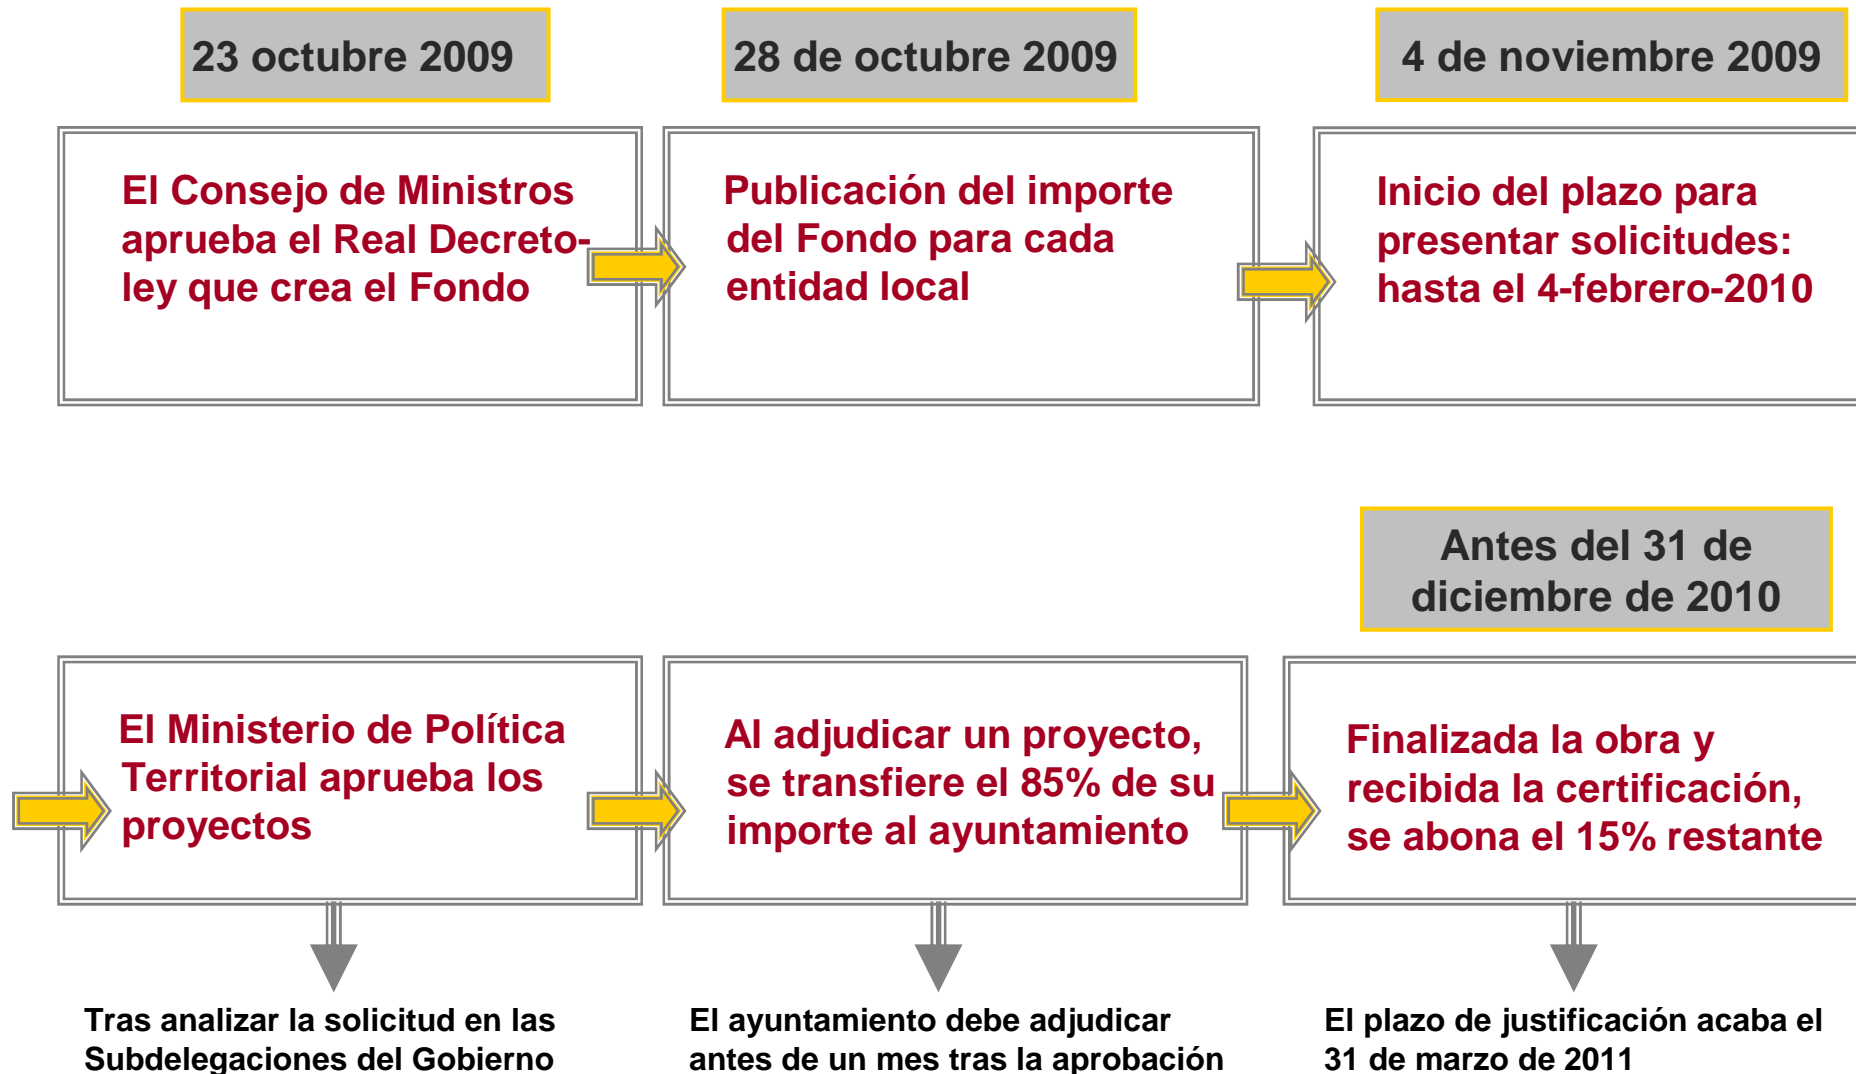 23 octubre 2009
28 de octubre 2009
4 de noviembre 2009
El Consejo de Ministros
aprueba el Real Decreto-
ley que crea el Fondo
Publicación del importe
del Fondo para cada
entidad local
Inicio del plazo para
presentar solicitudes:
hasta el 4-febrero-2010
Antes del 31 de
diciembre de 2010
El Ministerio de Política
Territorial aprueba los
proyectos
Al adjudicar un proyecto,
se transfiere el 85% de su
importe al ayuntamiento
Finalizada la obra y
recibida la certificación,
se abona el 15% restante
Tras analizar la solicitud en las
Subdelegaciones del Gobierno
El ayuntamiento debe adjudicar
antes de un mes tras la aprobación
El plazo de justificación acaba el
31 de marzo de 2011